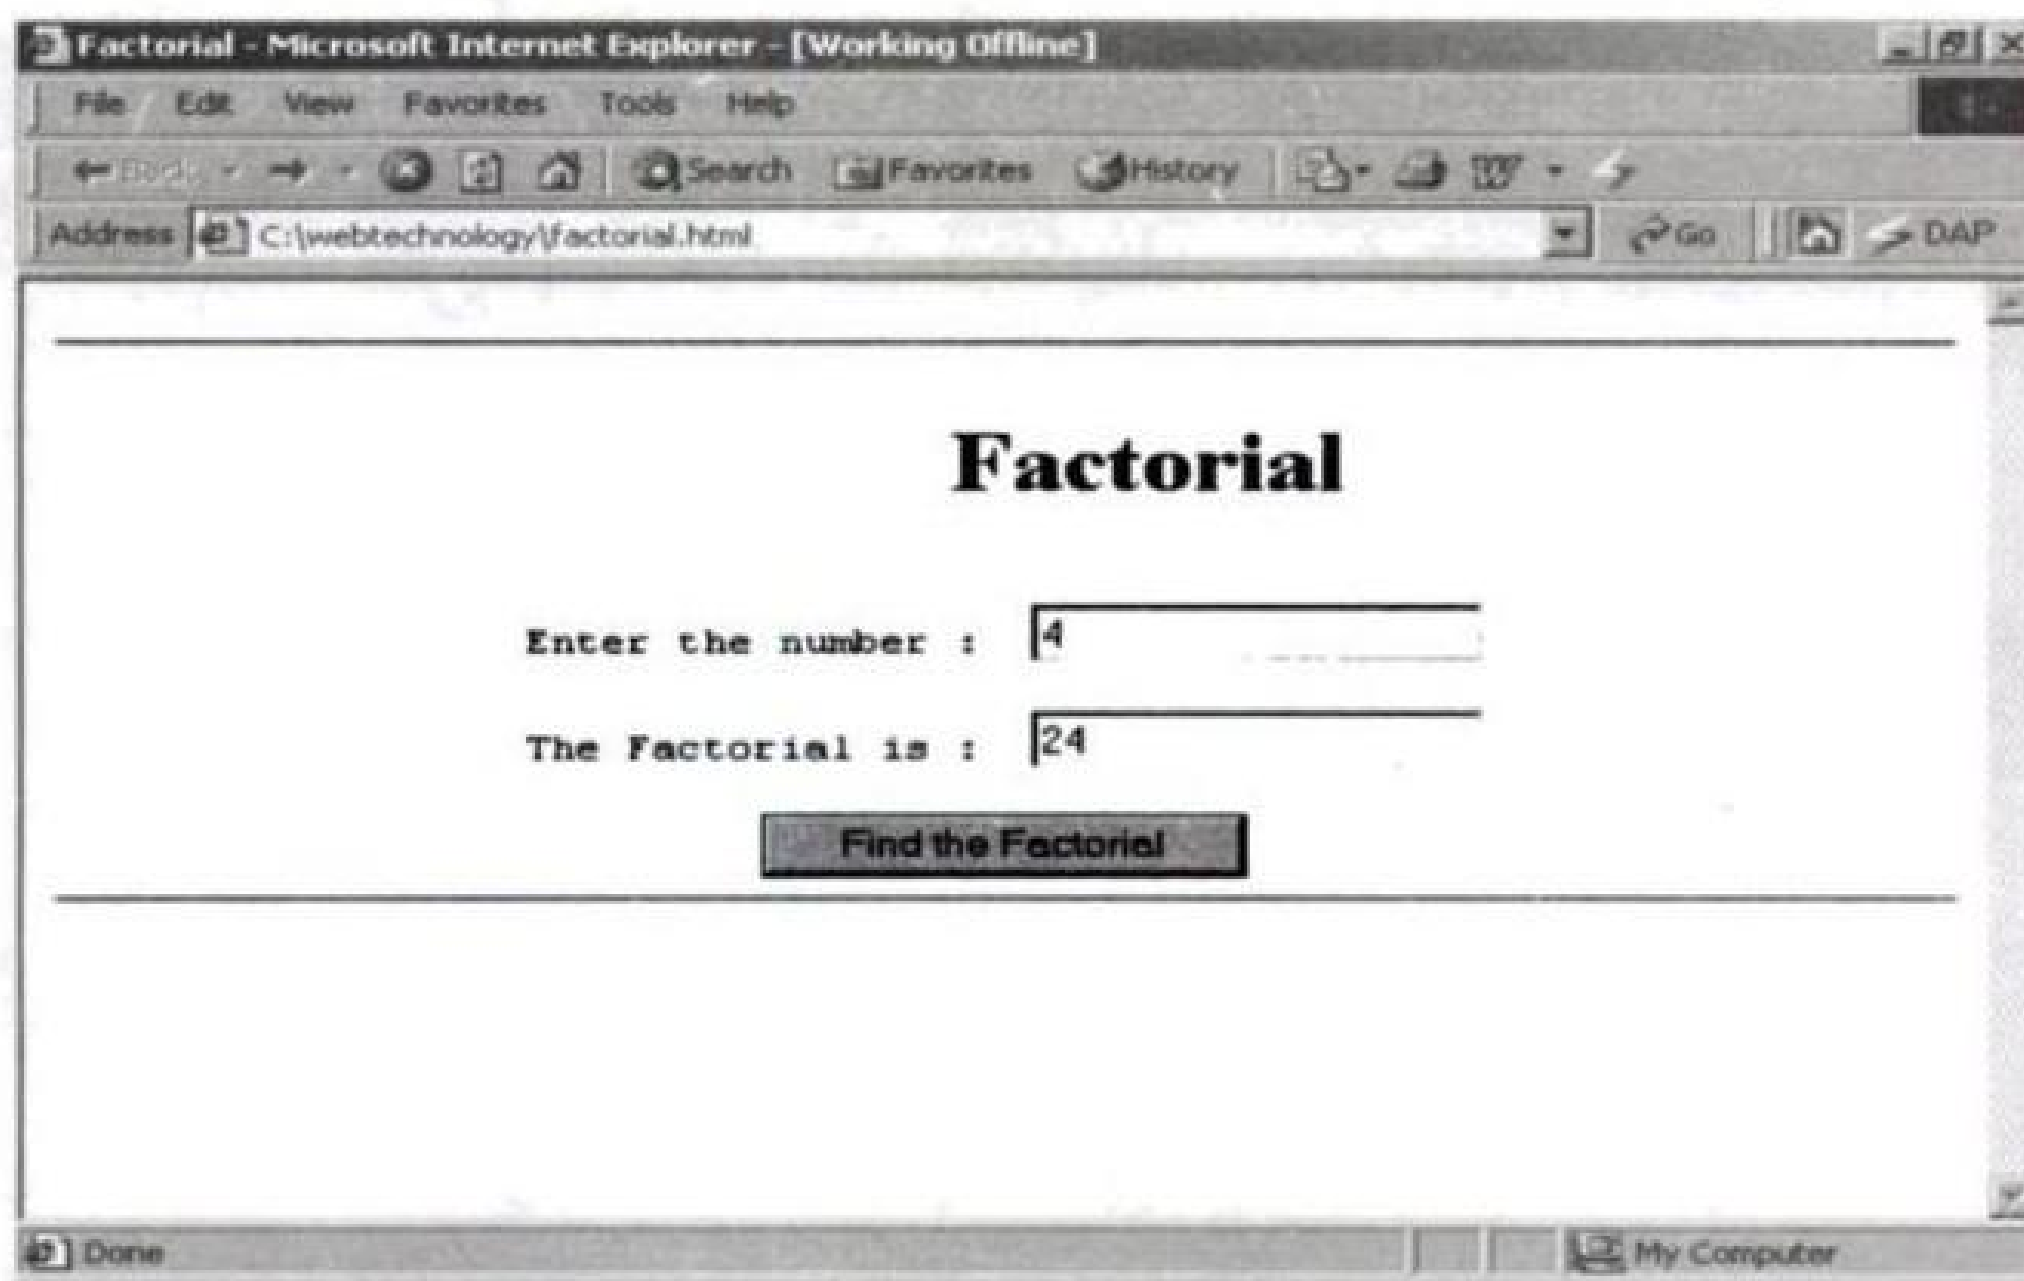 Factorial - Microsoft Internet Explorer - [Working Offline]
File Edit View Favorites Tools Help
Back Search Favorites History
Address C:\webtechnology\factorial.html Go DAP
Factorial
Enter the number : 4
The Factorial is : 24
Find the Factorial
Done My Computer